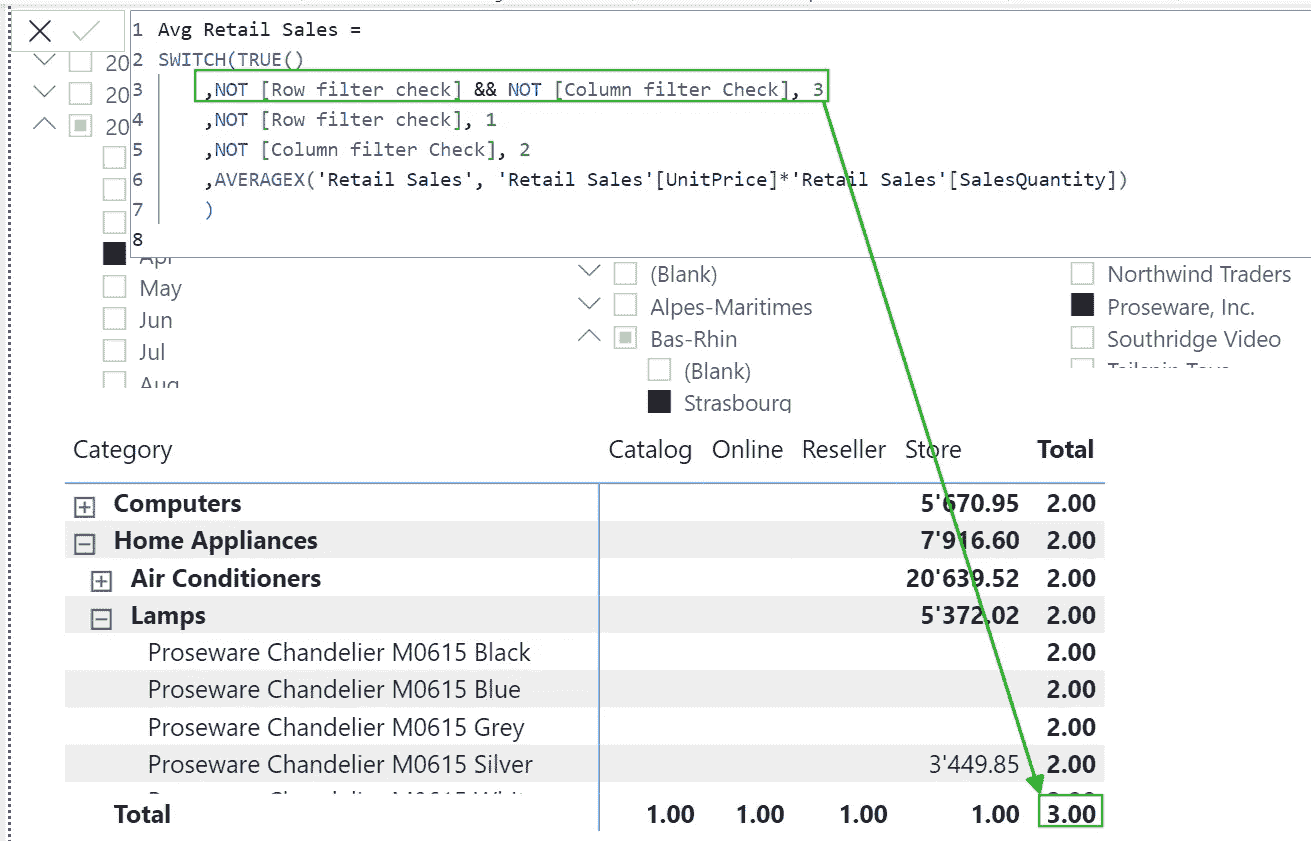 1 Avg Retail Sales =
2 SWITCH(TRUE()
3 ,NOT [Row filter check] && NOT [Column filter Check], 3
4 ,NOT [Row filter check], 1
5 ,NOT [Column filter Check], 2
6 ,AVERAGEX('Retail Sales', 'Retail Sales'[UnitPrice]*'Retail Sales'[SalesQuantity])
7 )
8
20
20
20
Apr
May
Jun
Jul
Aug
(Blank)
Alpes-Maritimes
Bas-Rhin
(Blank)
Strasbourg
Northwind Traders
Proseware, Inc.
Southridge Video
Category Catalog Online Reseller Store Total
Computers 5'670.95 2.00
Home Appliances 7'916.60 2.00
Air Conditioners 20'639.52 2.00
Lamps 5'372.02 2.00
Proseware Chandelier M0615 Black 2.00
Proseware Chandelier M0615 Blue 2.00
Proseware Chandelier M0615 Grey 2.00
Proseware Chandelier M0615 Silver 3'449.85 2.00
Total 1.00 1.00 1.00 1.00 3.00